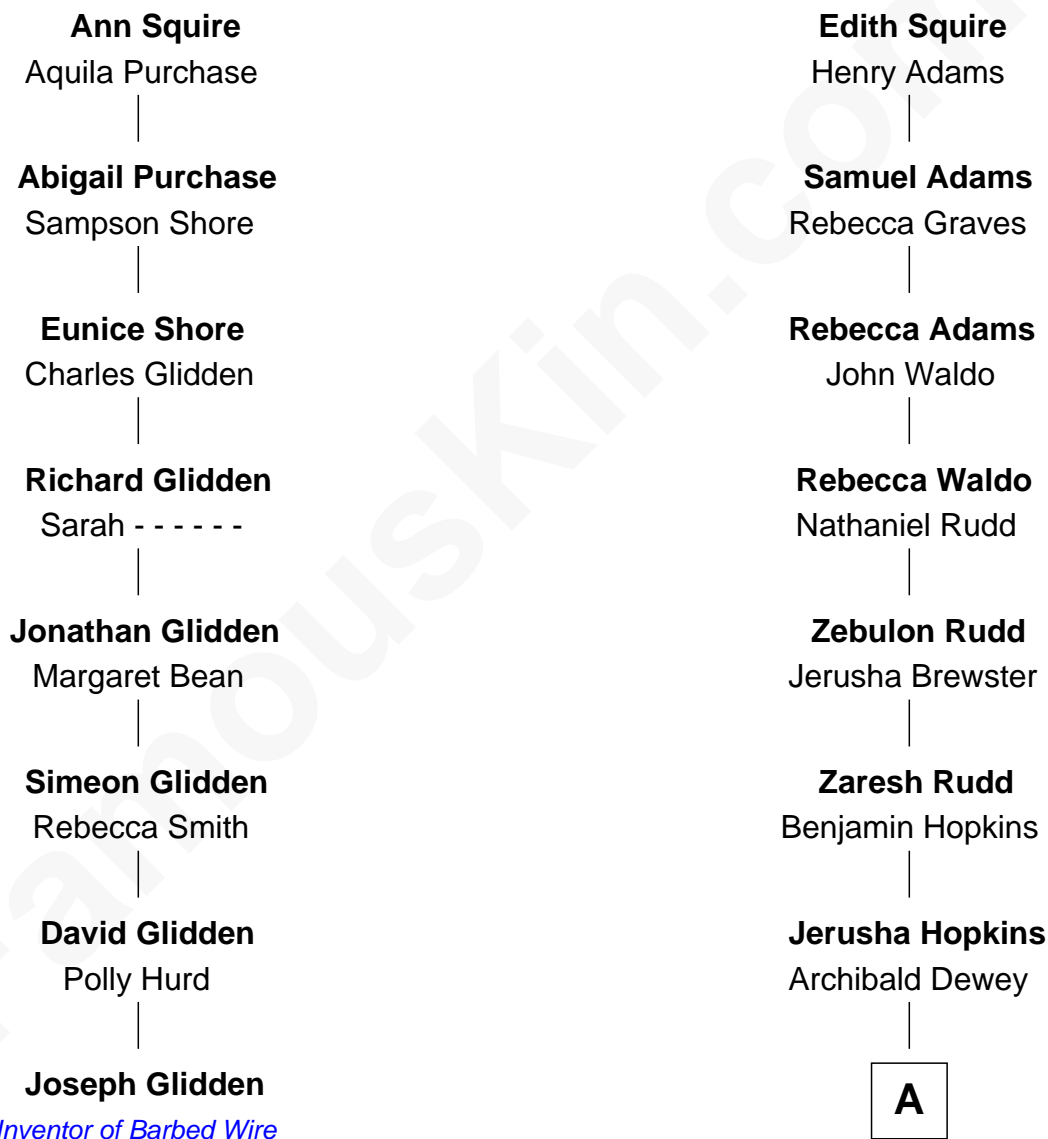 Ann Squire
Aquila Purchase
Abigail Purchase
Sampson Shore
Eunice Shore
Charles Glidden
Richard Glidden
Sarah - - - - - -
Jonathan Glidden
Margaret Bean
Simeon Glidden
Rebecca Smith
David Glidden
Polly Hurd
Joseph Glidden
Inventor of Barbed Wire
Edith Squire
Henry Adams
Samuel Adams
Rebecca Graves
Rebecca Adams
John Waldo
Rebecca Waldo
Nathaniel Rudd
Zebulon Rudd
Jerusha Brewster
Zaresh Rudd
Benjamin Hopkins
Jerusha Hopkins
Archibald Dewey
A
FamousKin.com